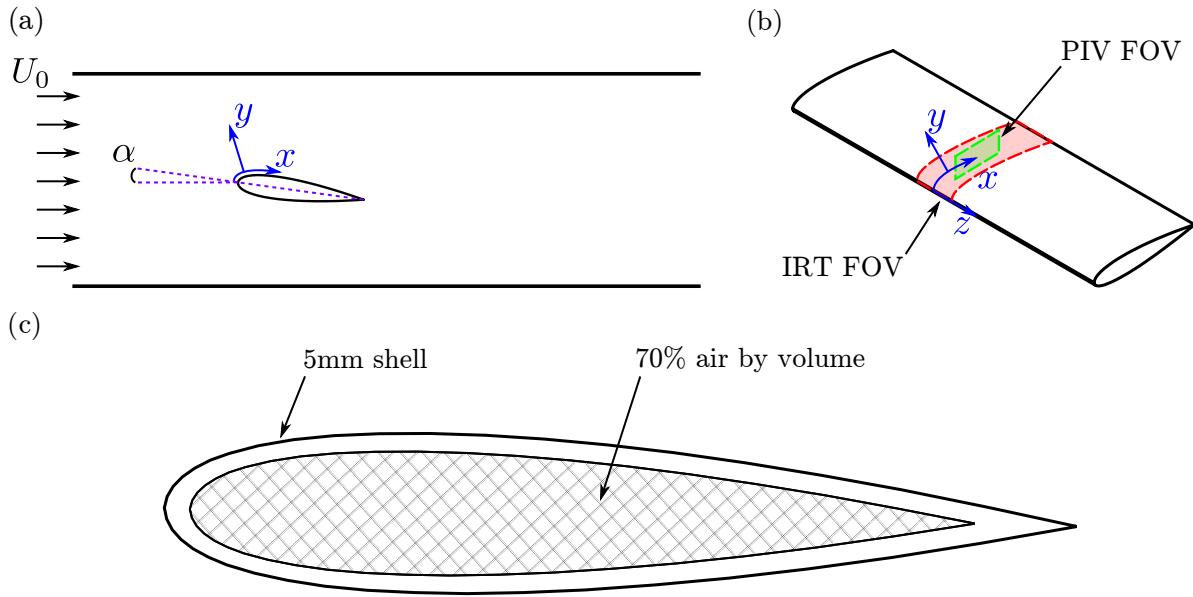 (a)
U₀
α
y
x
(b)
PIV FOV
y
x
z
IRT FOV
(c)
5mm shell
70% air by volume